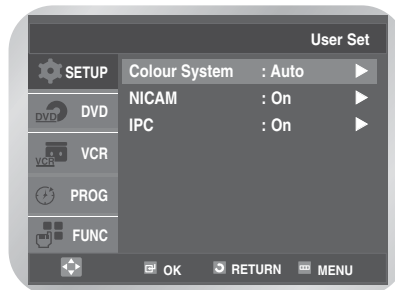 User Set
SETUP
DVD DVD
VCR VCR
PROG
FUNC
Colour System : Auto ▶
NICAM : On ▶
IPC : On ▶
OK RETURN MENU